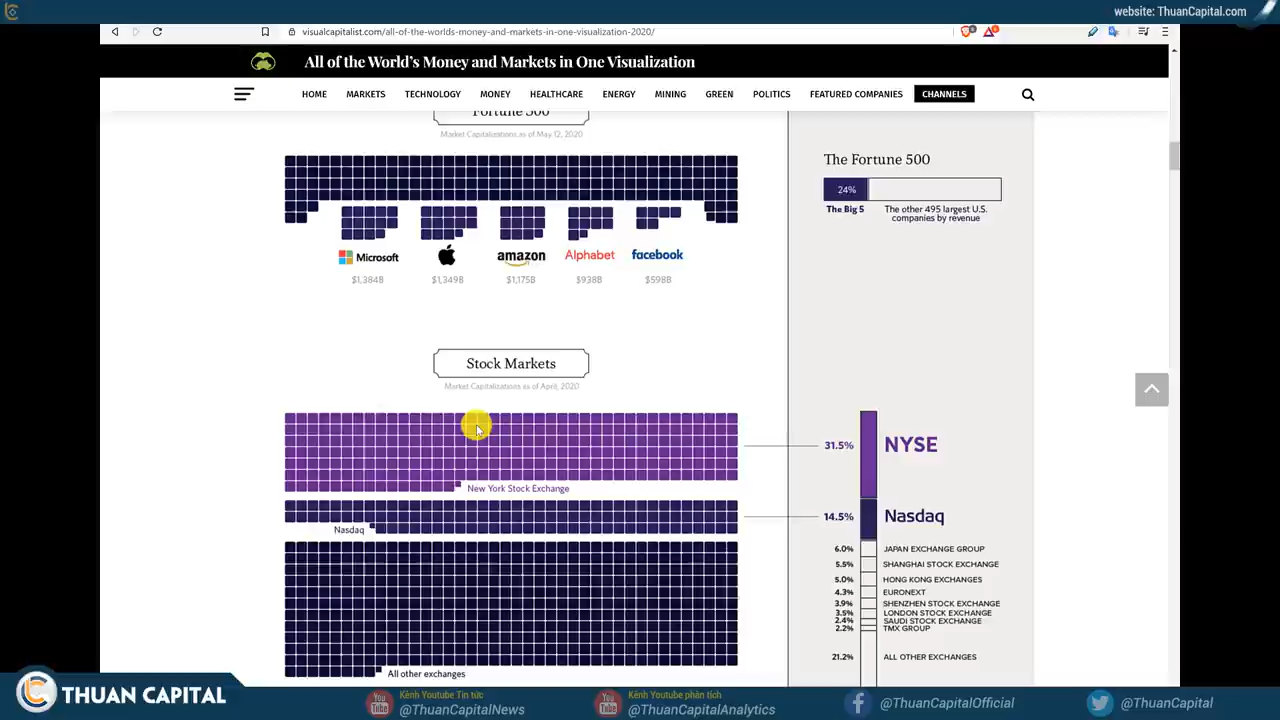 website: ThuanCapital.com
visualcapitalist.com/all-of-the-worlds-money-and-markets-in-one-visualization-2020/
All of the World's Money and Markets in One Visualization
HOME MARKETS TECHNOLOGY MONEY HEALTHCARE ENERGY MINING GREEN POLITICS FEATURED COMPANIES CHANNELS
Fortune 500
Market Capitalizations as of May 12, 2020
Microsoft
amazon
Alphabet
facebook
$1,384B
$1,349B
$1,175B
$938B
$598B
The Fortune 500
24%
The Big 5
The other 495 largest U.S.
companies by revenue
Stock Markets
Market Capitalizations as of April, 2020
New York Stock Exchange
Nasdaq
All other exchanges
31.5% NYSE
14.5% Nasdaq
6.0% JAPAN EXCHANGE GROUP
5.5% SHANGHAI STOCK EXCHANGE
5.0% HONG KONG EXCHANGES
4.3% EURONEXT
3.9% SHENZHEN STOCK EXCHANGE
3.5% LONDON STOCK EXCHANGE
2.4% SAUDI STOCK EXCHANGE
2.2% TMX GROUP
21.2% ALL OTHER EXCHANGES
THUAN CAPITAL
You Tube
Kênh Youtube Tin tức
@ThuanCapitalNews
You Tube
Kênh Youtube phân tích
@ThuanCapitalAnalytics
@ThuanCapitalOfficial
@ThuanCapital